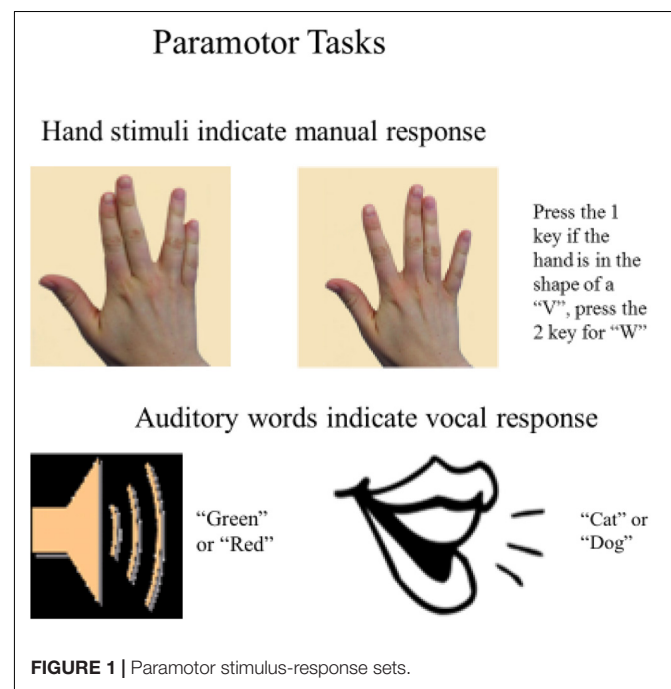 Paramotor Tasks
Hand stimuli indicate manual response
Press the 1
key if the
hand is in the
shape of a
“V”, press the
2 key for “W”
Auditory words indicate vocal response
“Green”
or “Red”
“Cat” or
“Dog”
FIGURE 1 | Paramotor stimulus-response sets.